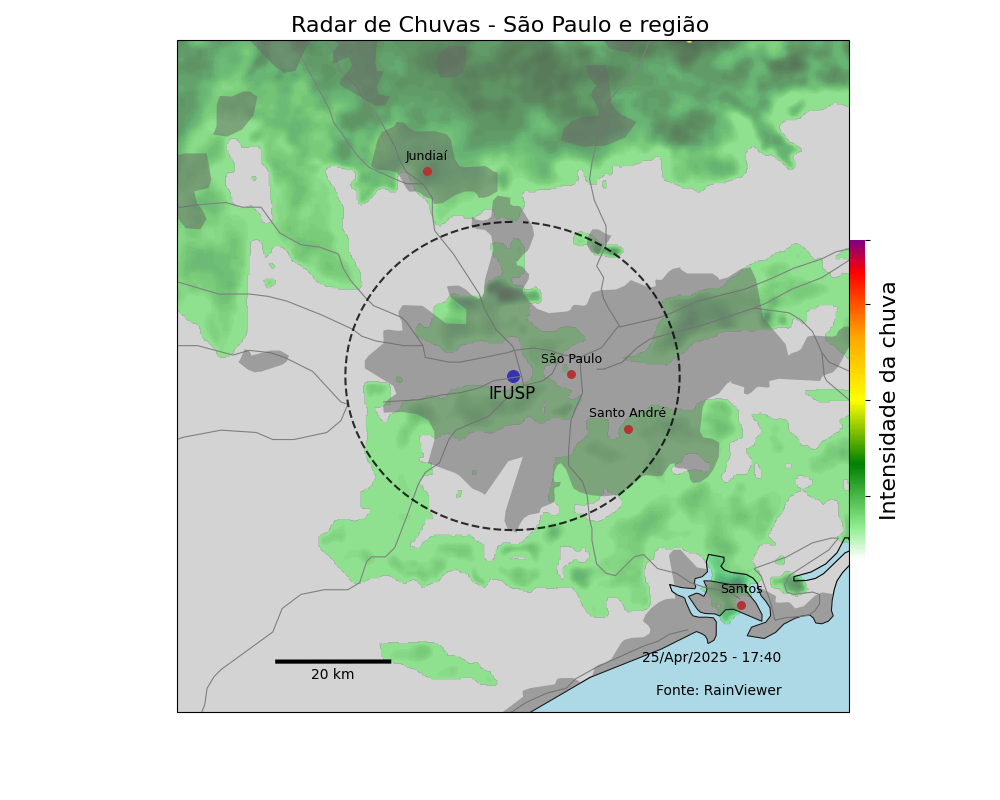 Radar de Chuvas - São Paulo e região
Jundiaí
São Paulo
IFUSP
Santo André
Intensidade da chuva
Santos
25/Apr/2025 - 17:40
20 km
Fonte: RainViewer